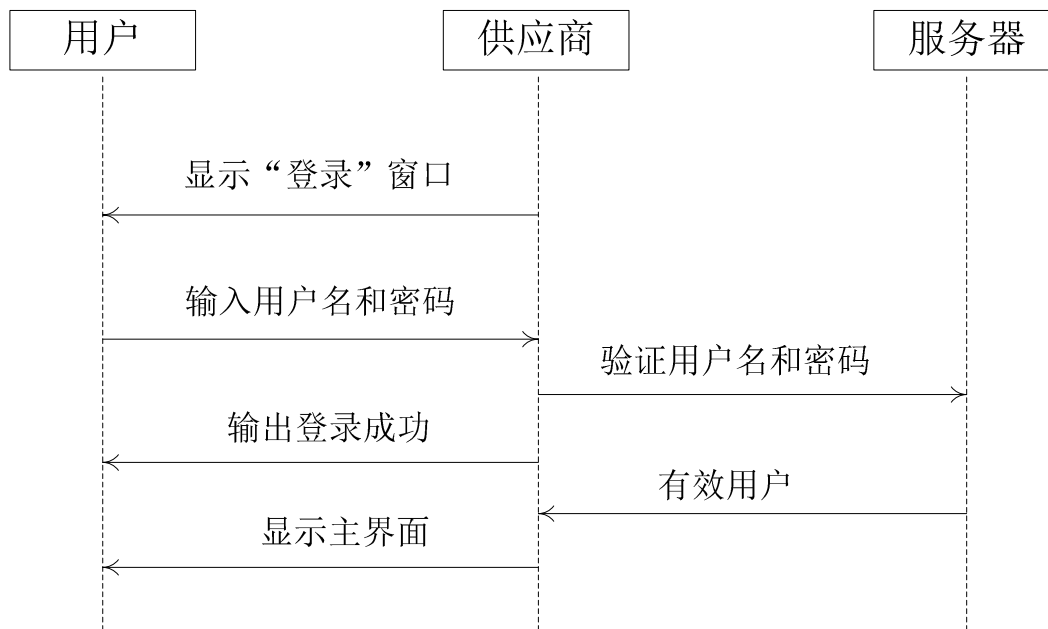 用户
供应商
服务器
显示“登录”窗口
输入用户名和密码
验证用户名和密码
输出登录成功
有效用户
显示主界面